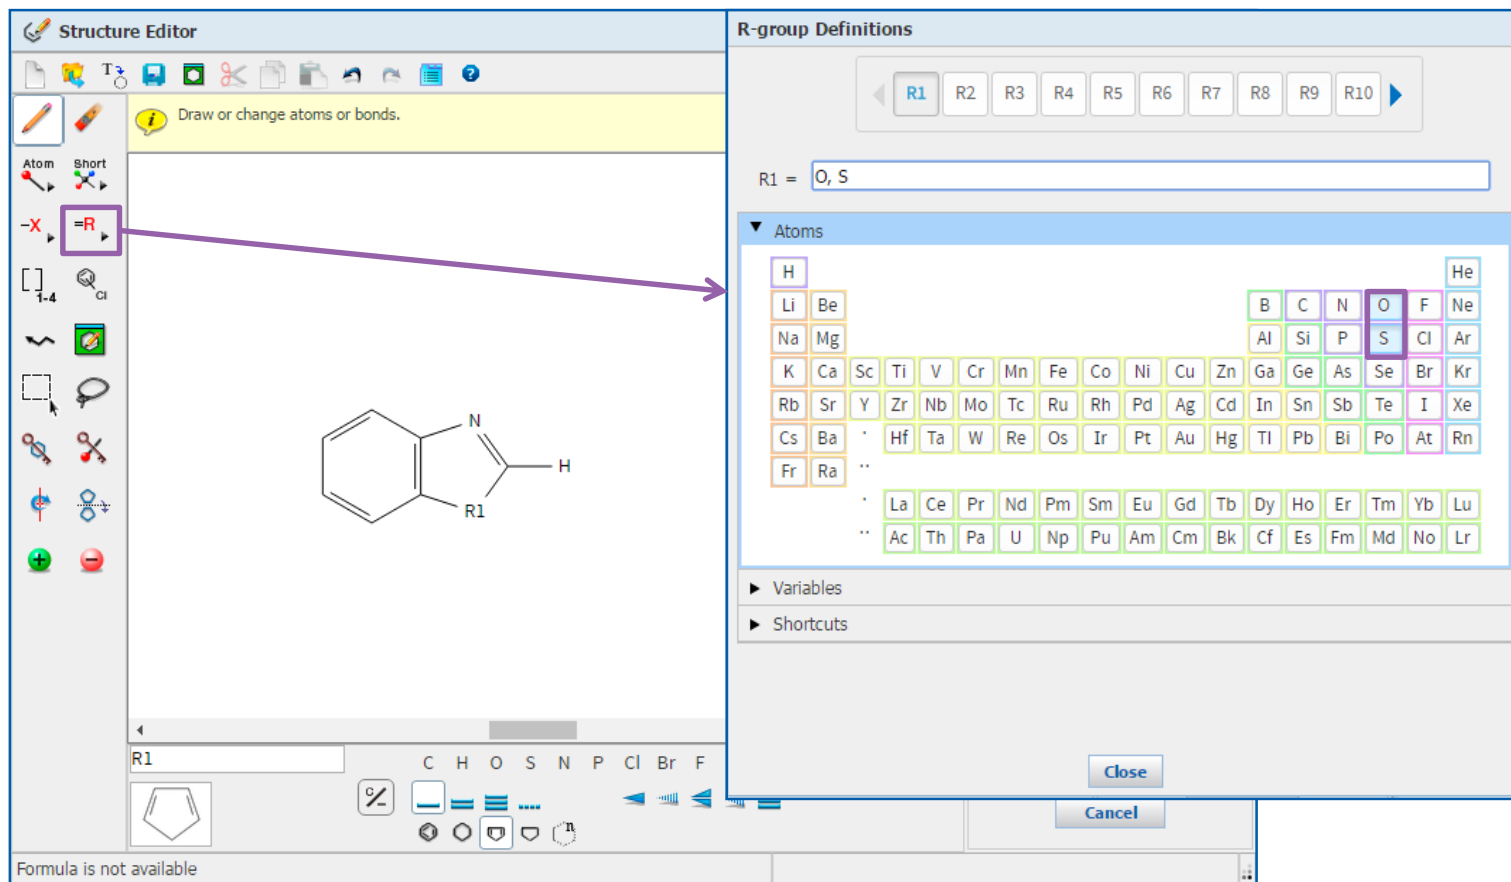 Structure Editor
T
?
i Draw or change atoms or bonds.
Atom Short
-X =R
[ ] 1-4 Cl
N
H
R1
R1
C H O S N P Cl Br F
n
Formula is not available
R-group Definitions
R1 R2 R3 R4 R5 R6 R7 R8 R9 R10
R1 = O, S
Atoms
H He
Li Be B C N O F Ne
Na Mg Al Si P S Cl Ar
K Ca Sc Ti V Cr Mn Fe Co Ni Cu Zn Ga Ge As Se Br Kr
Rb Sr Y Zr Nb Mo Tc Ru Rh Pd Ag Cd In Sn Sb Te I Xe
Cs Ba · Hf Ta W Re Os Ir Pt Au Hg Tl Pb Bi Po At Rn
Fr Ra ··
· La Ce Pr Nd Pm Sm Eu Gd Tb Dy Ho Er Tm Yb Lu
·· Ac Th Pa U Np Pu Am Cm Bk Cf Es Fm Md No Lr
Variables
Shortcuts
Close
Cancel